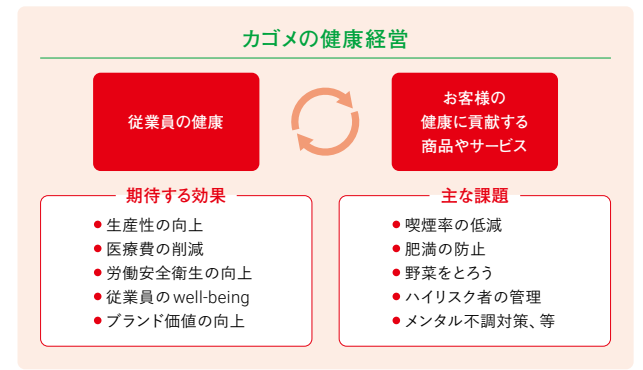 カゴメの健康経営
従業員の健康
お客様の
健康に貢献する
商品やサービス
期待する効果
●生産性の向上
●医療費の削減
●労働安全衛生の向上
●従業員のwell-being
●ブランド価値の向上
主な課題
●喫煙率の低減
●肥満の防止
●野菜をとろう
●ハイリスク者の管理
●メンタル不調対策、等